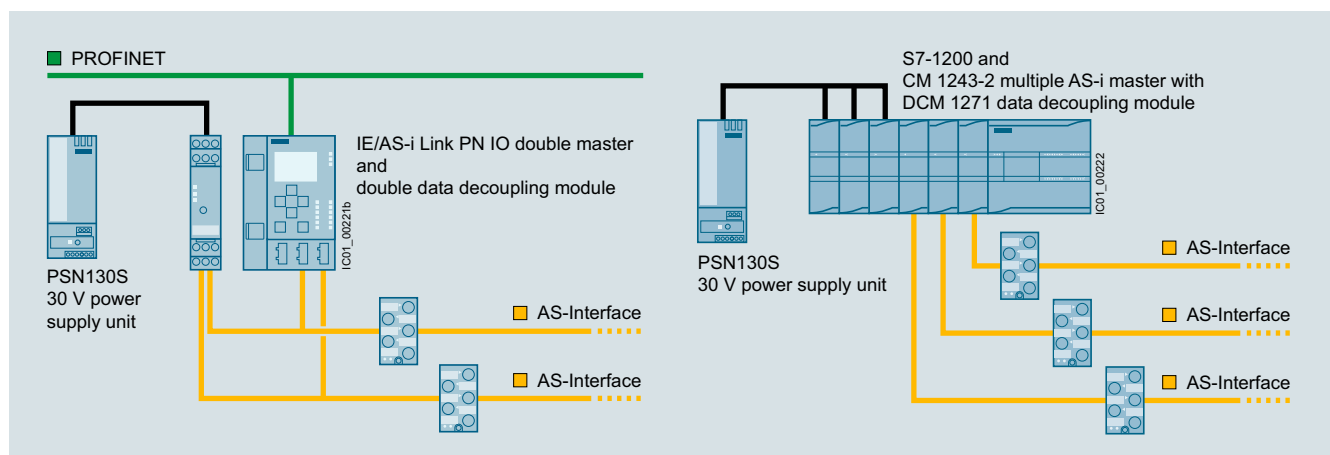 PROFINET
IE/AS-i Link PN IO double master
and
double data decoupling module
IC01_00221b
PSN130S
30 V power
supply unit
AS-Interface
AS-Interface
S7-1200 and
CM 1243-2 multiple AS-i master with
DCM 1271 data decoupling module
IC01_00222
PSN130S
30 V power supply unit
AS-Interface
AS-Interface
AS-Interface